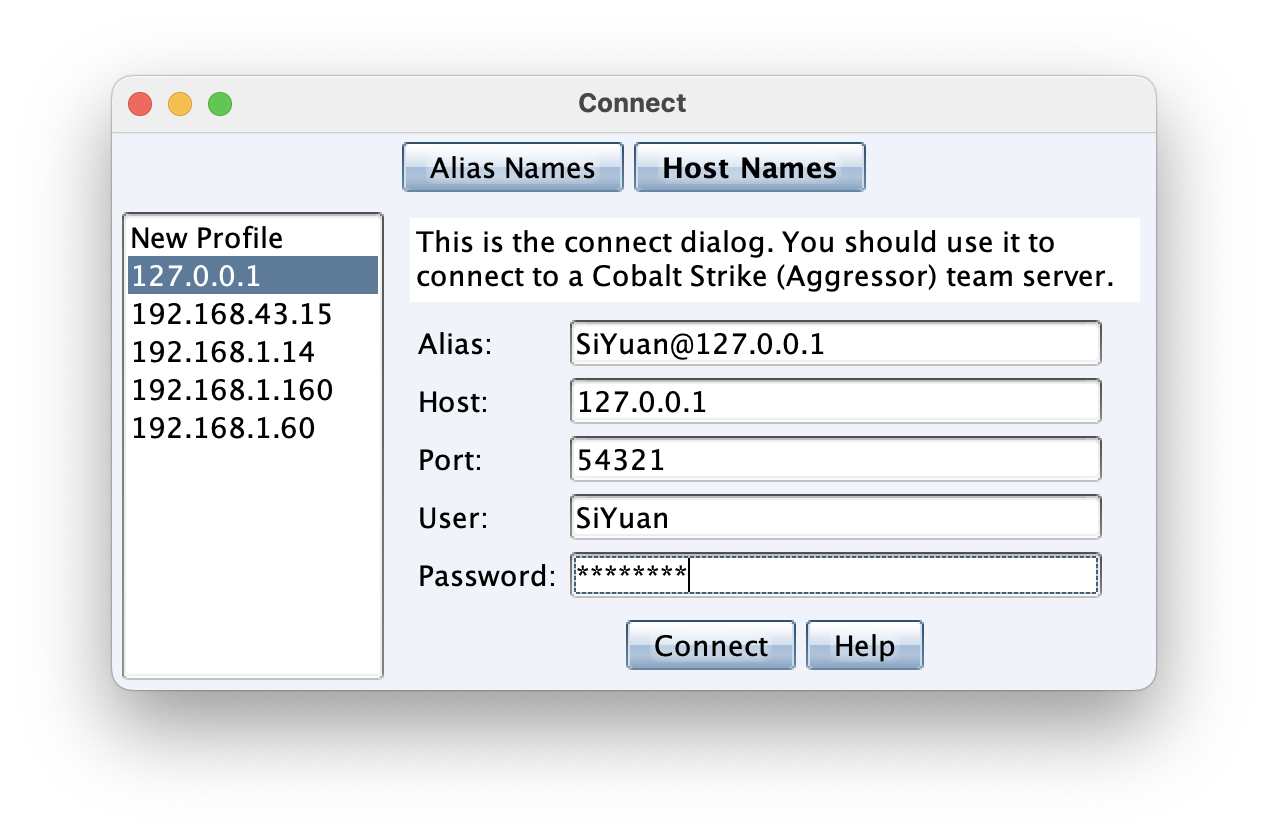 Connect
Alias Names
Host Names
New Profile
127.0.0.1
192.168.43.15
192.168.1.14
192.168.1.160
192.168.1.60
This is the connect dialog. You should use it to
connect to a Cobalt Strike (Aggressor) team server.
Alias: SiYuan@127.0.0.1
Host: 127.0.0.1
Port: 54321
User: SiYuan
Password: ********
Connect
Help